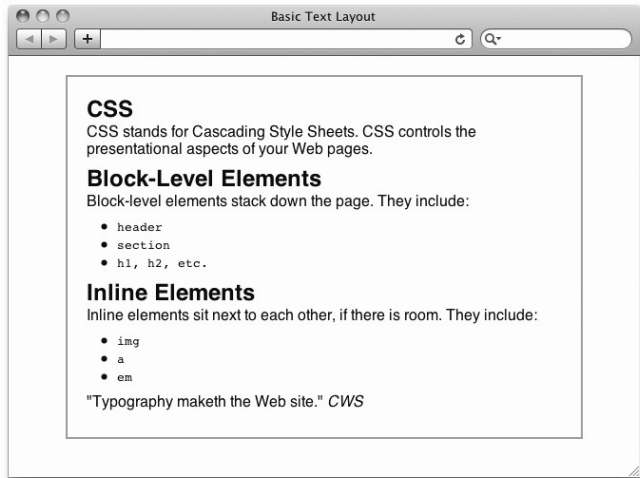 Basic Text Layout
CSS
CSS stands for Cascading Style Sheets. CSS controls the
presentational aspects of your Web pages.
Block-Level Elements
Block-level elements stack down the page. They include:
header
section
h1, h2, etc.
Inline Elements
Inline elements sit next to each other, if there is room. They include:
img
a
em
"Typography maketh the Web site." CWS